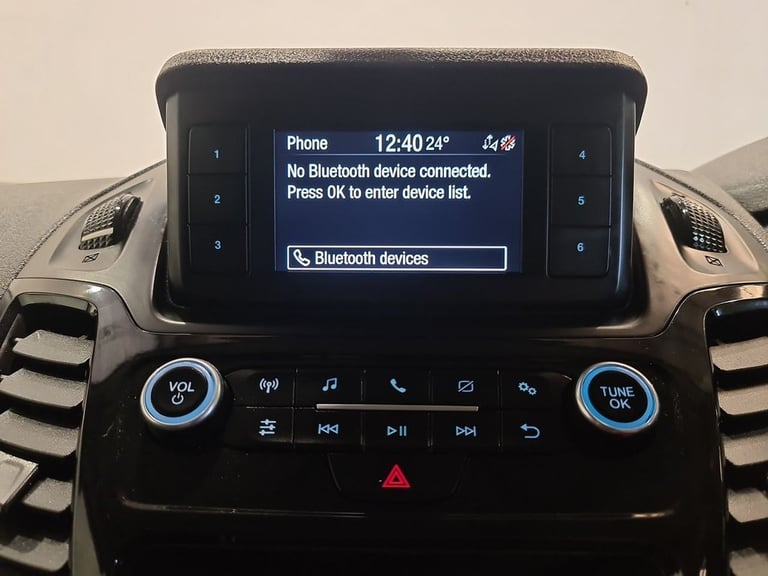 Phone 12:40 24°
No Bluetooth device connected.
Press OK to enter device list.
Bluetooth devices
1
2
3
4
5
6
VOL
TUNE
OK